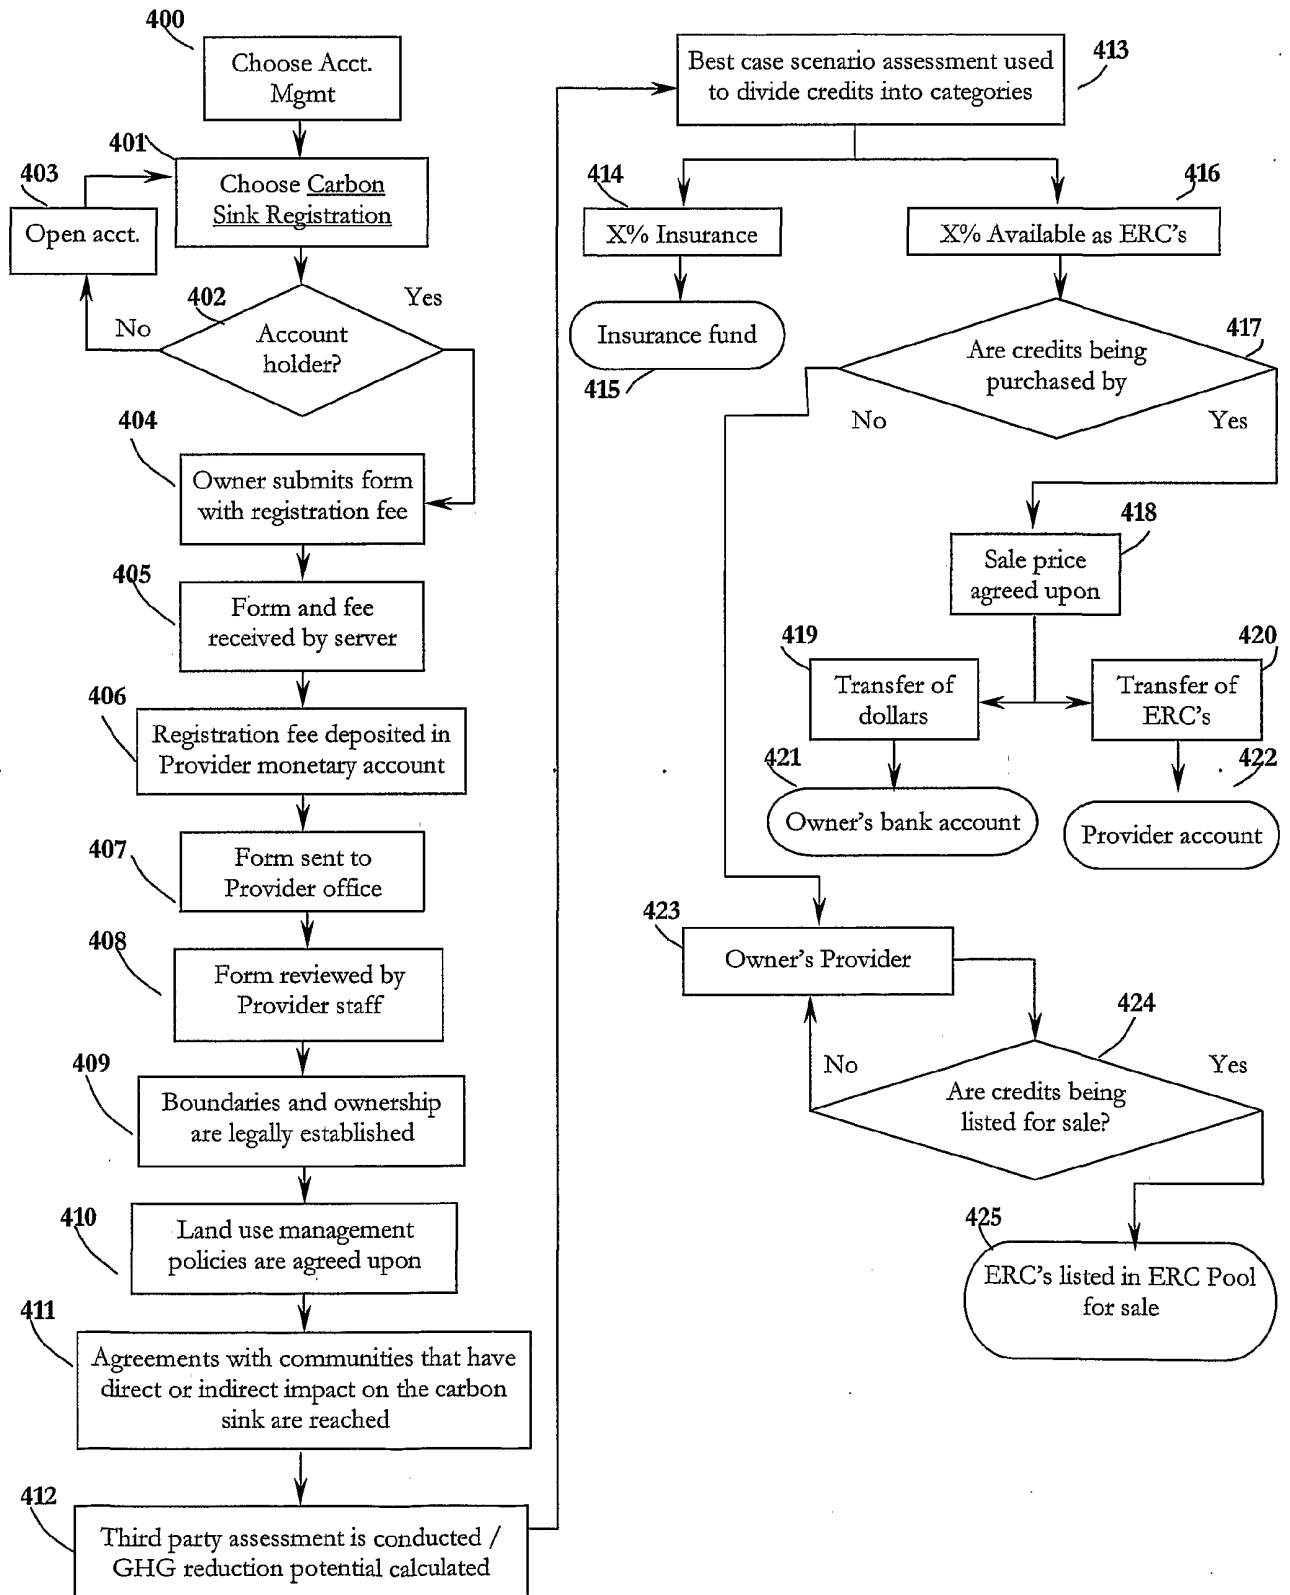 400
Choose Acct.
Mgmt
401
Choose Carbon
Sink Registration
403
Open acct.
402
Account
holder?
No
Yes
404
Owner submits form
with registration fee
405
Form and fee
received by server
406
Registration fee deposited in
Provider monetary account
407
Form sent to
Provider office
408
Form reviewed by
Provider staff
409
Boundaries and ownership
are legally established
410
Land use management
policies are agreed upon
411
Agreements with communities that have
direct or indirect impact on the carbon
sink are reached
412
Third party assessment is conducted /
GHG reduction potential calculated
413
Best case scenario assessment used
to divide credits into categories
414
X% Insurance
Insurance fund
415
416
X% Available as ERC's
417
Are credits being
purchased by
No
Yes
418
Sale price
agreed upon
419
Transfer of
dollars
420
Transfer of
ERC's
421
Owner's bank account
422
Provider account
423
Owner's Provider
424
Are credits being
listed for sale?
No
Yes
425
ERC's listed in ERC Pool
for sale